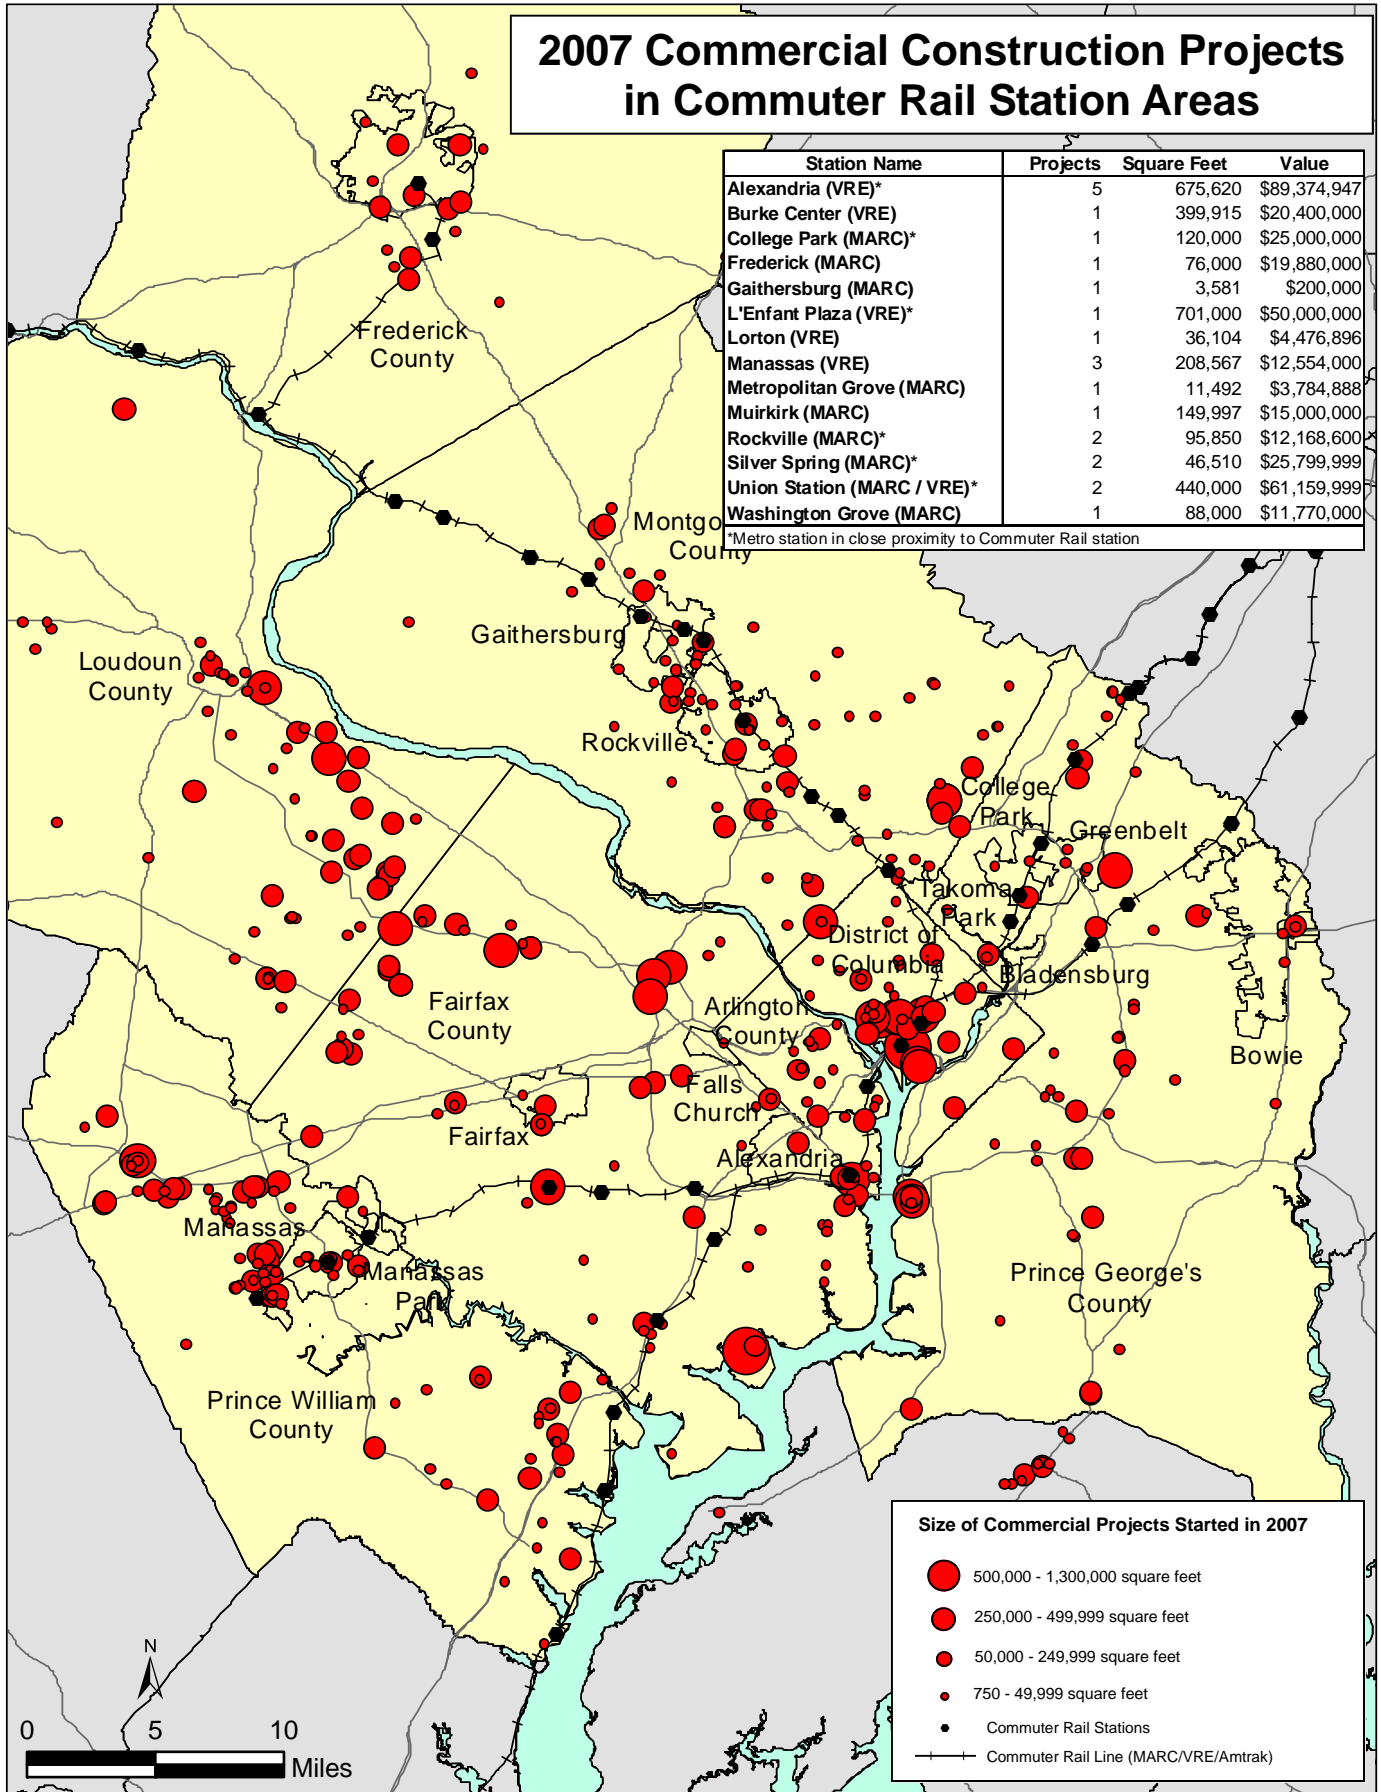 2007 Commercial Construction Projects
in Commuter Rail Station Areas
Station Name Projects Square Feet Value
Alexandria (VRE)* 5 675,620 $89,374,947
Burke Center (VRE) 1 399,915 $20,400,000
College Park (MARC)* 1 120,000 $25,000,000
Frederick (MARC) 1 76,000 $19,880,000
Gaithersburg (MARC) 1 3,581 $200,000
L'Enfant Plaza (VRE)* 1 701,000 $50,000,000
Lorton (VRE) 1 36,104 $4,476,896
Manassas (VRE) 3 208,567 $12,554,000
Metropolitan Grove (MARC) 1 11,492 $3,784,888
Muirkirk (MARC) 1 149,997 $15,000,000
Rockville (MARC)* 2 95,850 $12,168,600
Silver Spring (MARC)* 2 46,510 $25,799,999
Union Station (MARC / VRE)* 2 440,000 $61,159,999
Washington Grove (MARC) 1 88,000 $11,770,000
*Metro station in close proximity to Commuter Rail station
Frederick
County
Montgo
County
Gaithersburg
Loudoun
County
Rockville
College
Park
Greenbelt
Takoma
Park
District of
Columbia
Bladensburg
Fairfax
County
Arlington
County
Bowie
Falls
Church
Fairfax
Alexandria
Manassas
Manassas
Park
Prince George's
County
Prince William
County
Size of Commercial Projects Started in 2007
500,000 - 1,300,000 square feet
250,000 - 499,999 square feet
50,000 - 249,999 square feet
750 - 49,999 square feet
Commuter Rail Stations
Commuter Rail Line (MARC/VRE/Amtrak)
N
0 5 10
Miles